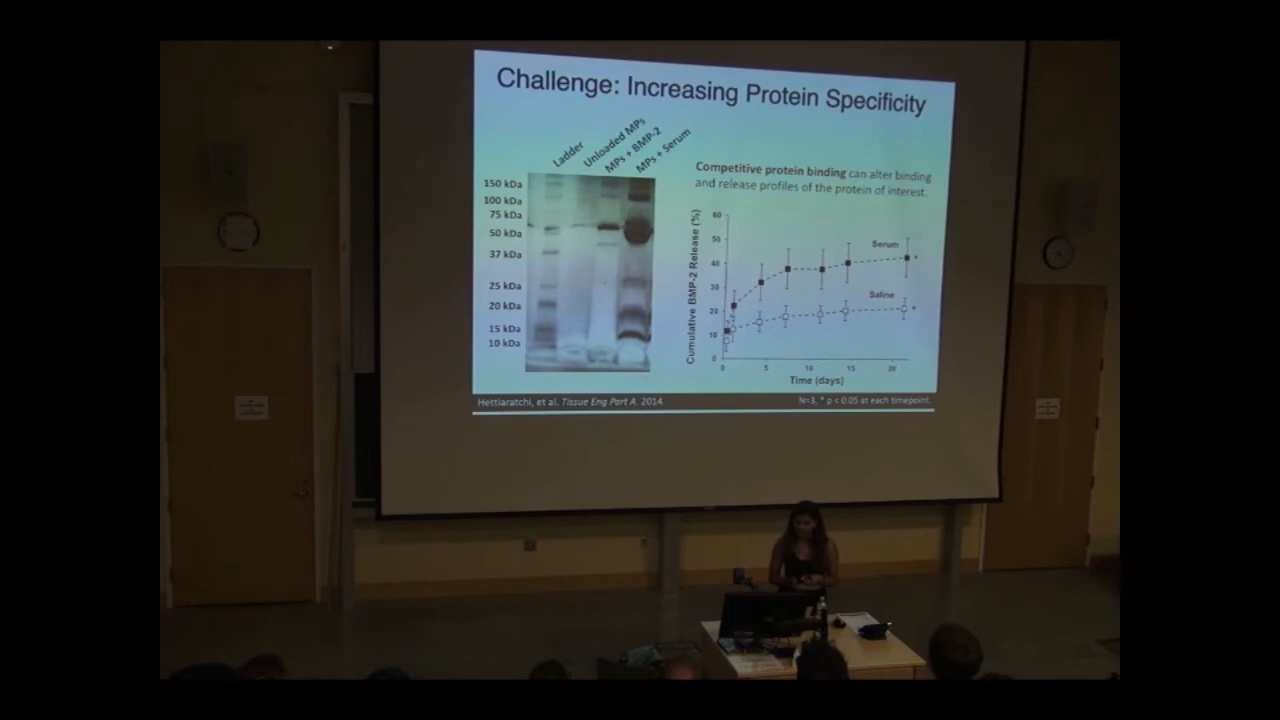 Challenge: Increasing Protein Specificity
Ladder
Unloaded MPs
MPs + BMP-2
MPs + Serum
150 kDa
100 kDa
75 kDa
50 kDa
37 kDa
25 kDa
20 kDa
15 kDa
10 kDa
Competitive protein binding can alter binding
and release profiles of the protein of interest.
Cumulative BMP-2 Release (%)
60
50
40
30
20
10
0
Serum
*
Saline
*
0 5 10 15 20
Time (days)
Hettiaratchi, et al. Tissue Eng Part A. 2014.
N=3, * p < 0.05 at each timepoint.